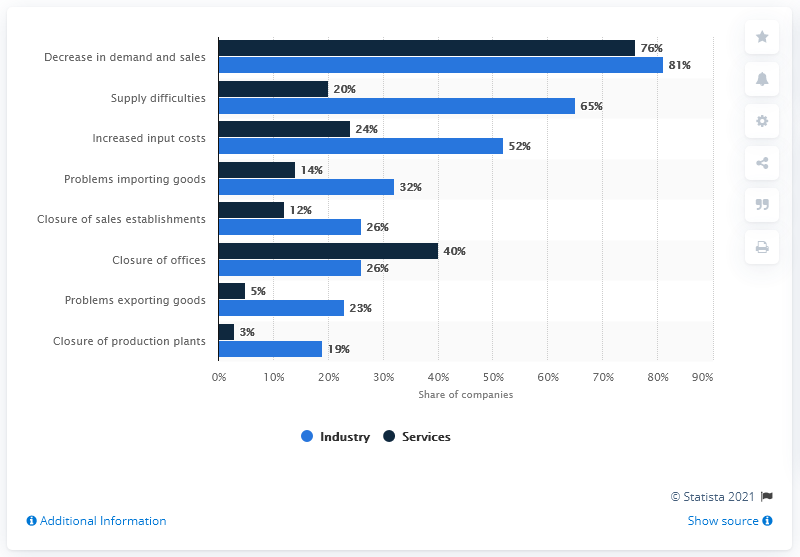 Decrease in demand and sales
76%
81%
Supply difficulties
20%
65%
Increased input costs
24%
52%
Problems importing goods
14%
32%
Closure of sales establishments
12%
26%
Closure of offices
40%
26%
Problems exporting goods
5%
23%
Closure of production plants
3%
19%
0% 10% 20% 30% 40% 50% 60% 70% 80% 90%
Share of companies
Industry Services
© Statista 2021
Additional Information Show source